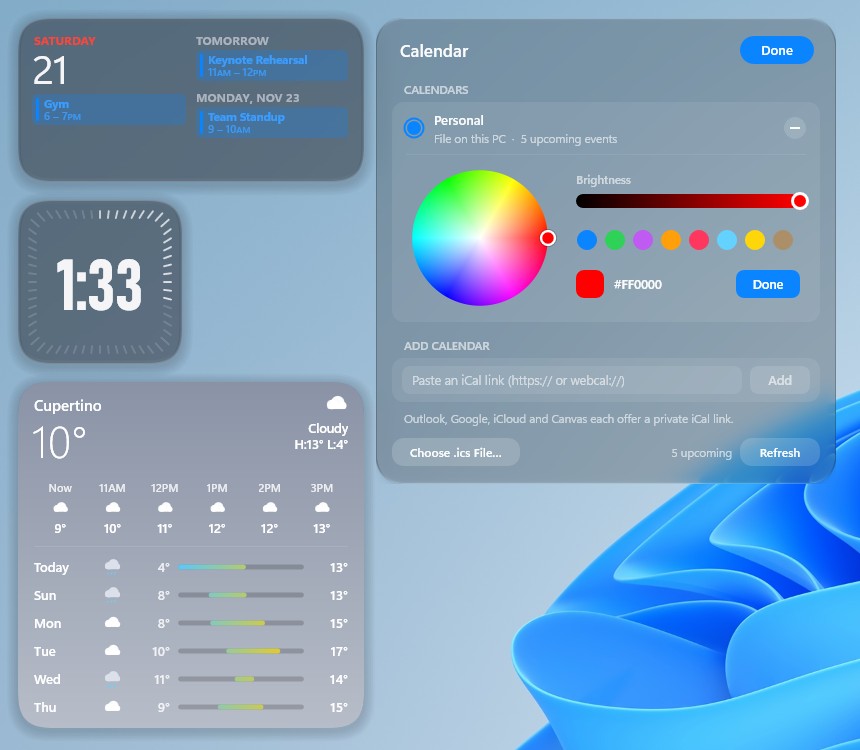 SATURDAY
21
Gym
6 – 7PM
TOMORROW
Keynote Rehearsal
11AM – 12PM
MONDAY, NOV 23
Team Standup
9 – 10AM
1:33
Cupertino
10°
Cloudy
H:13° L:4°
Now 11AM 12PM 1PM 2PM 3PM
9° 10° 11° 12° 12° 13°
Today 4° 13°
Sun 8° 13°
Mon 8° 15°
Tue 10° 17°
Wed 11° 14°
Thu 9° 15°
Calendar Done
CALENDARS
Personal
File on this PC · 5 upcoming events
Brightness
#FF0000 Done
ADD CALENDAR
Paste an iCal link (https:// or webcal://) Add
Outlook, Google, iCloud and Canvas each offer a private iCal link.
Choose .ics File... 5 upcoming Refresh